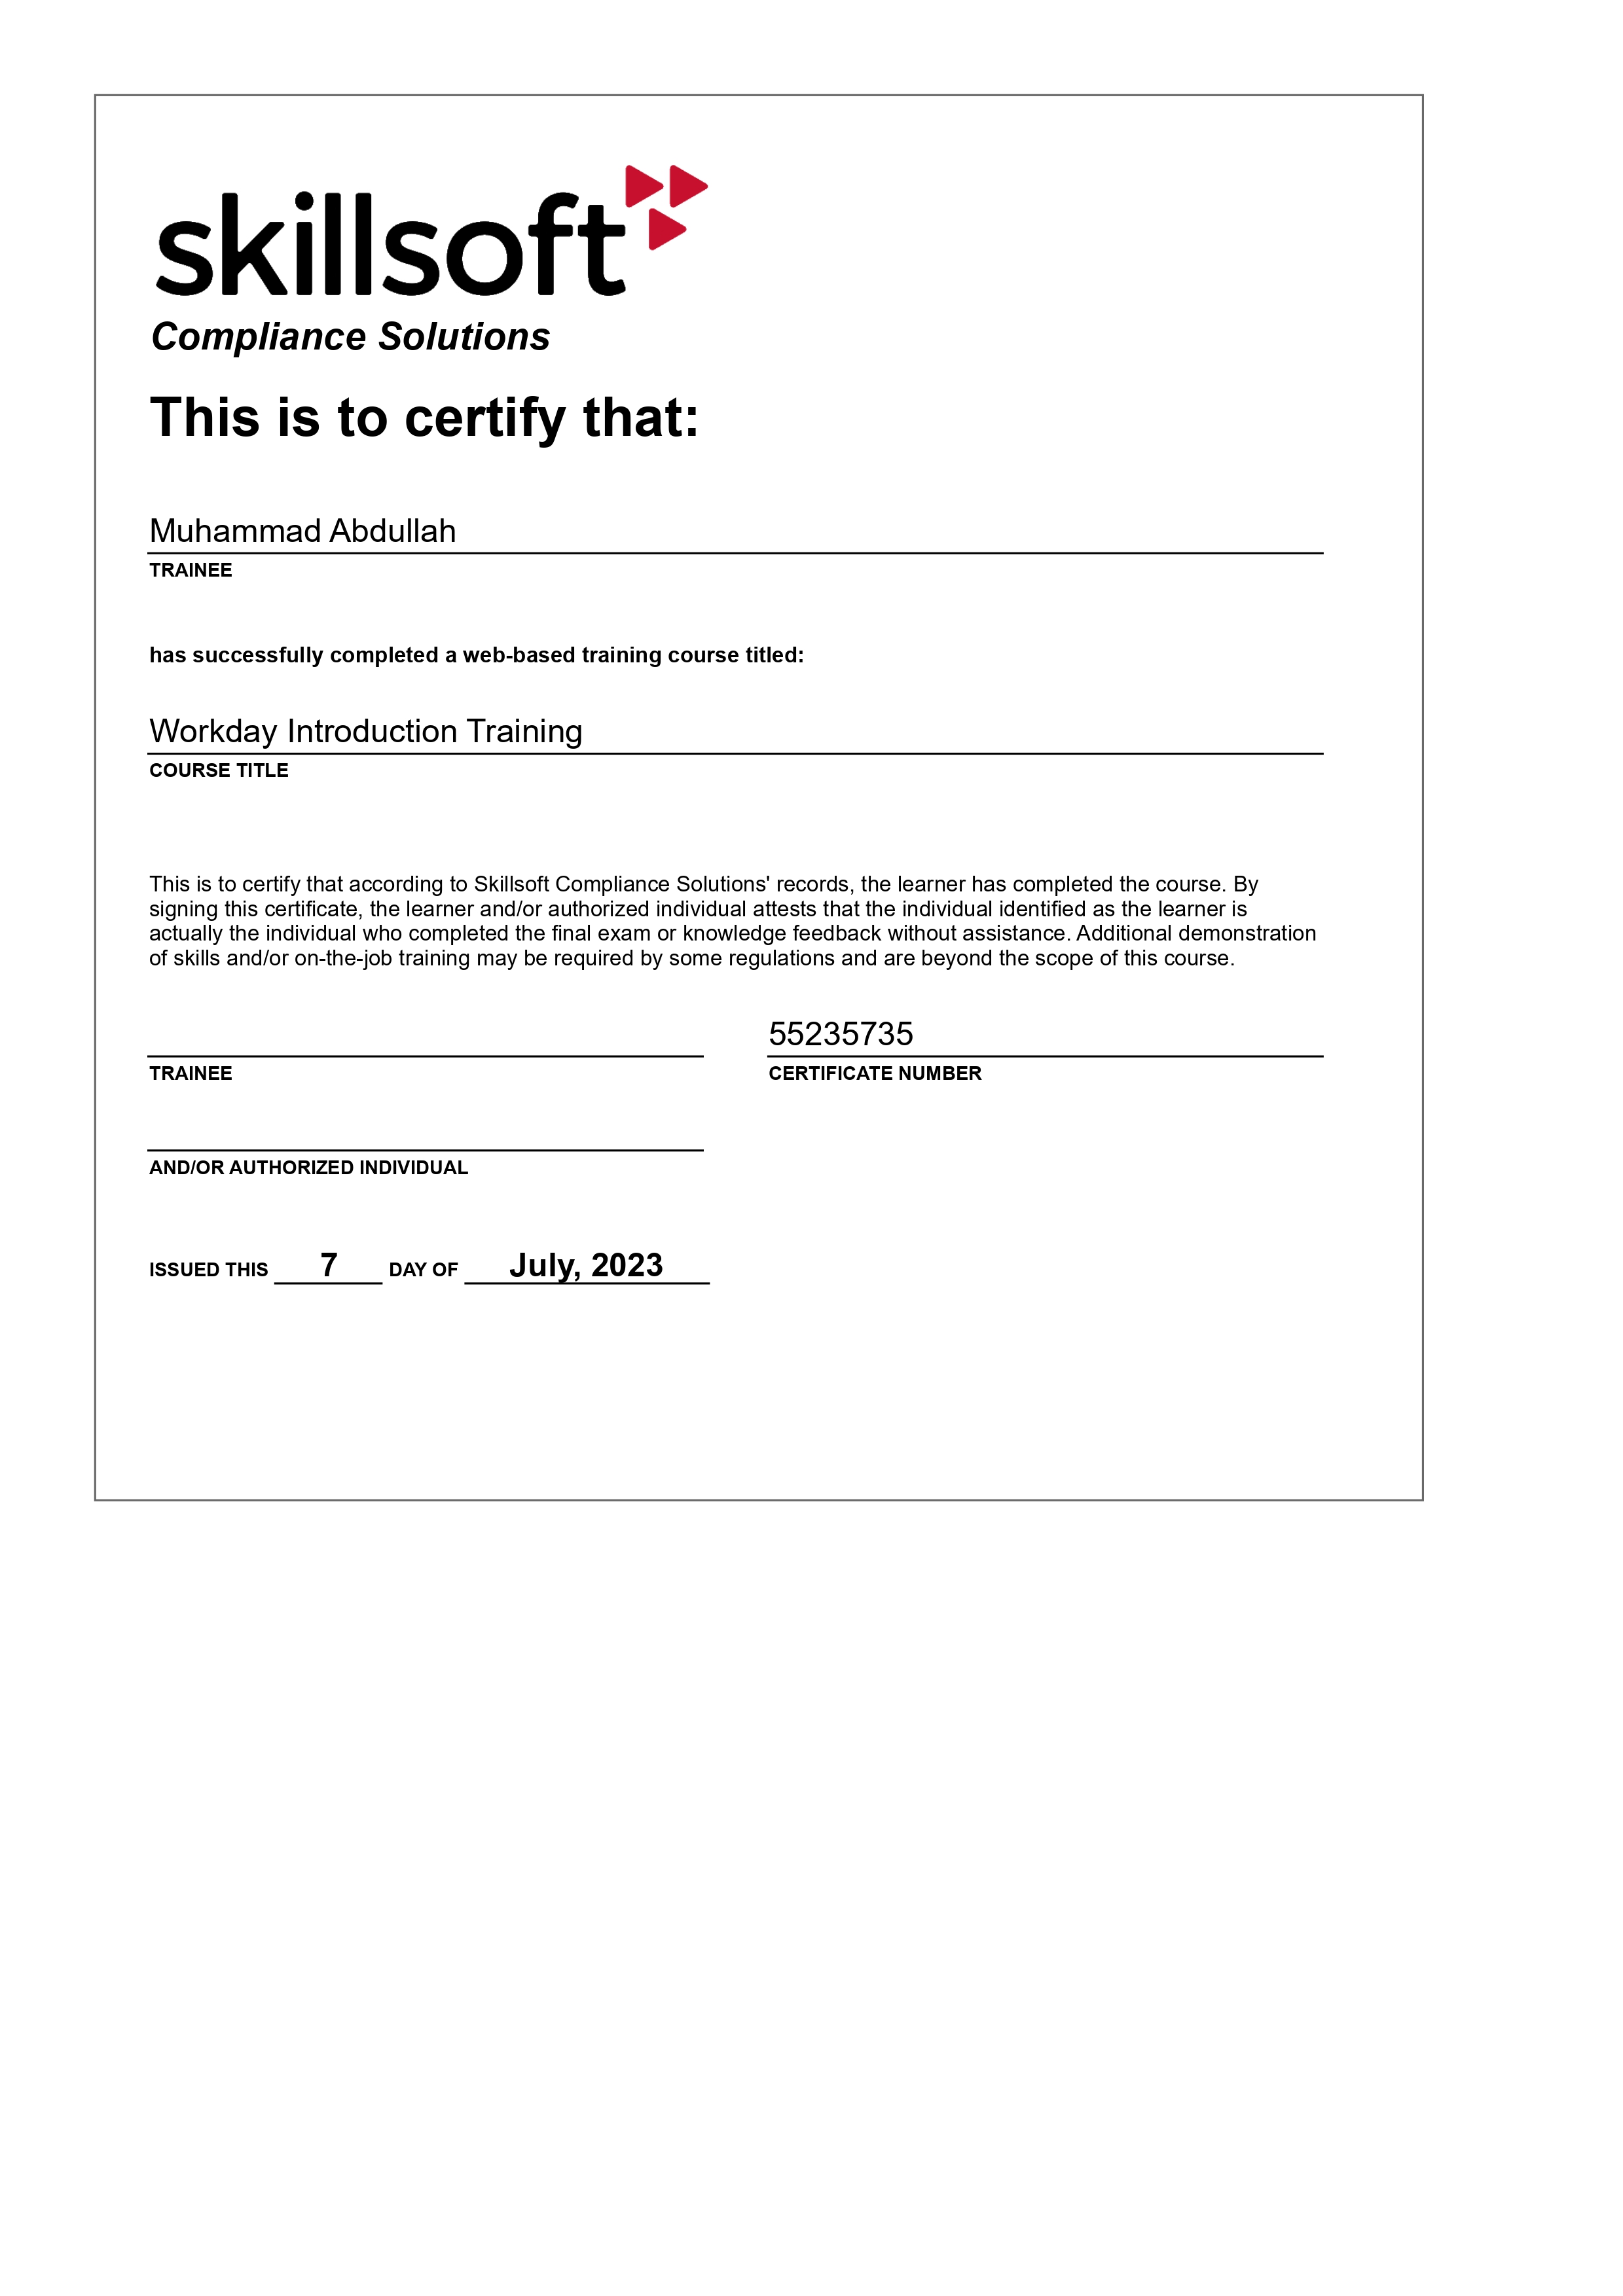 skillsoft
Compliance Solutions
This is to certify that:
Muhammad Abdullah
TRAINEE
has successfully completed a web-based training course titled:
Workday Introduction Training
COURSE TITLE
This is to certify that according to Skillsoft Compliance Solutions' records, the learner has completed the course. By
signing this certificate, the learner and/or authorized individual attests that the individual identified as the learner is
actually the individual who completed the final exam or knowledge feedback without assistance. Additional demonstration
of skills and/or on-the-job training may be required by some regulations and are beyond the scope of this course.
55235735
TRAINEE CERTIFICATE NUMBER
AND/OR AUTHORIZED INDIVIDUAL
ISSUED THIS 7 DAY OF July, 2023